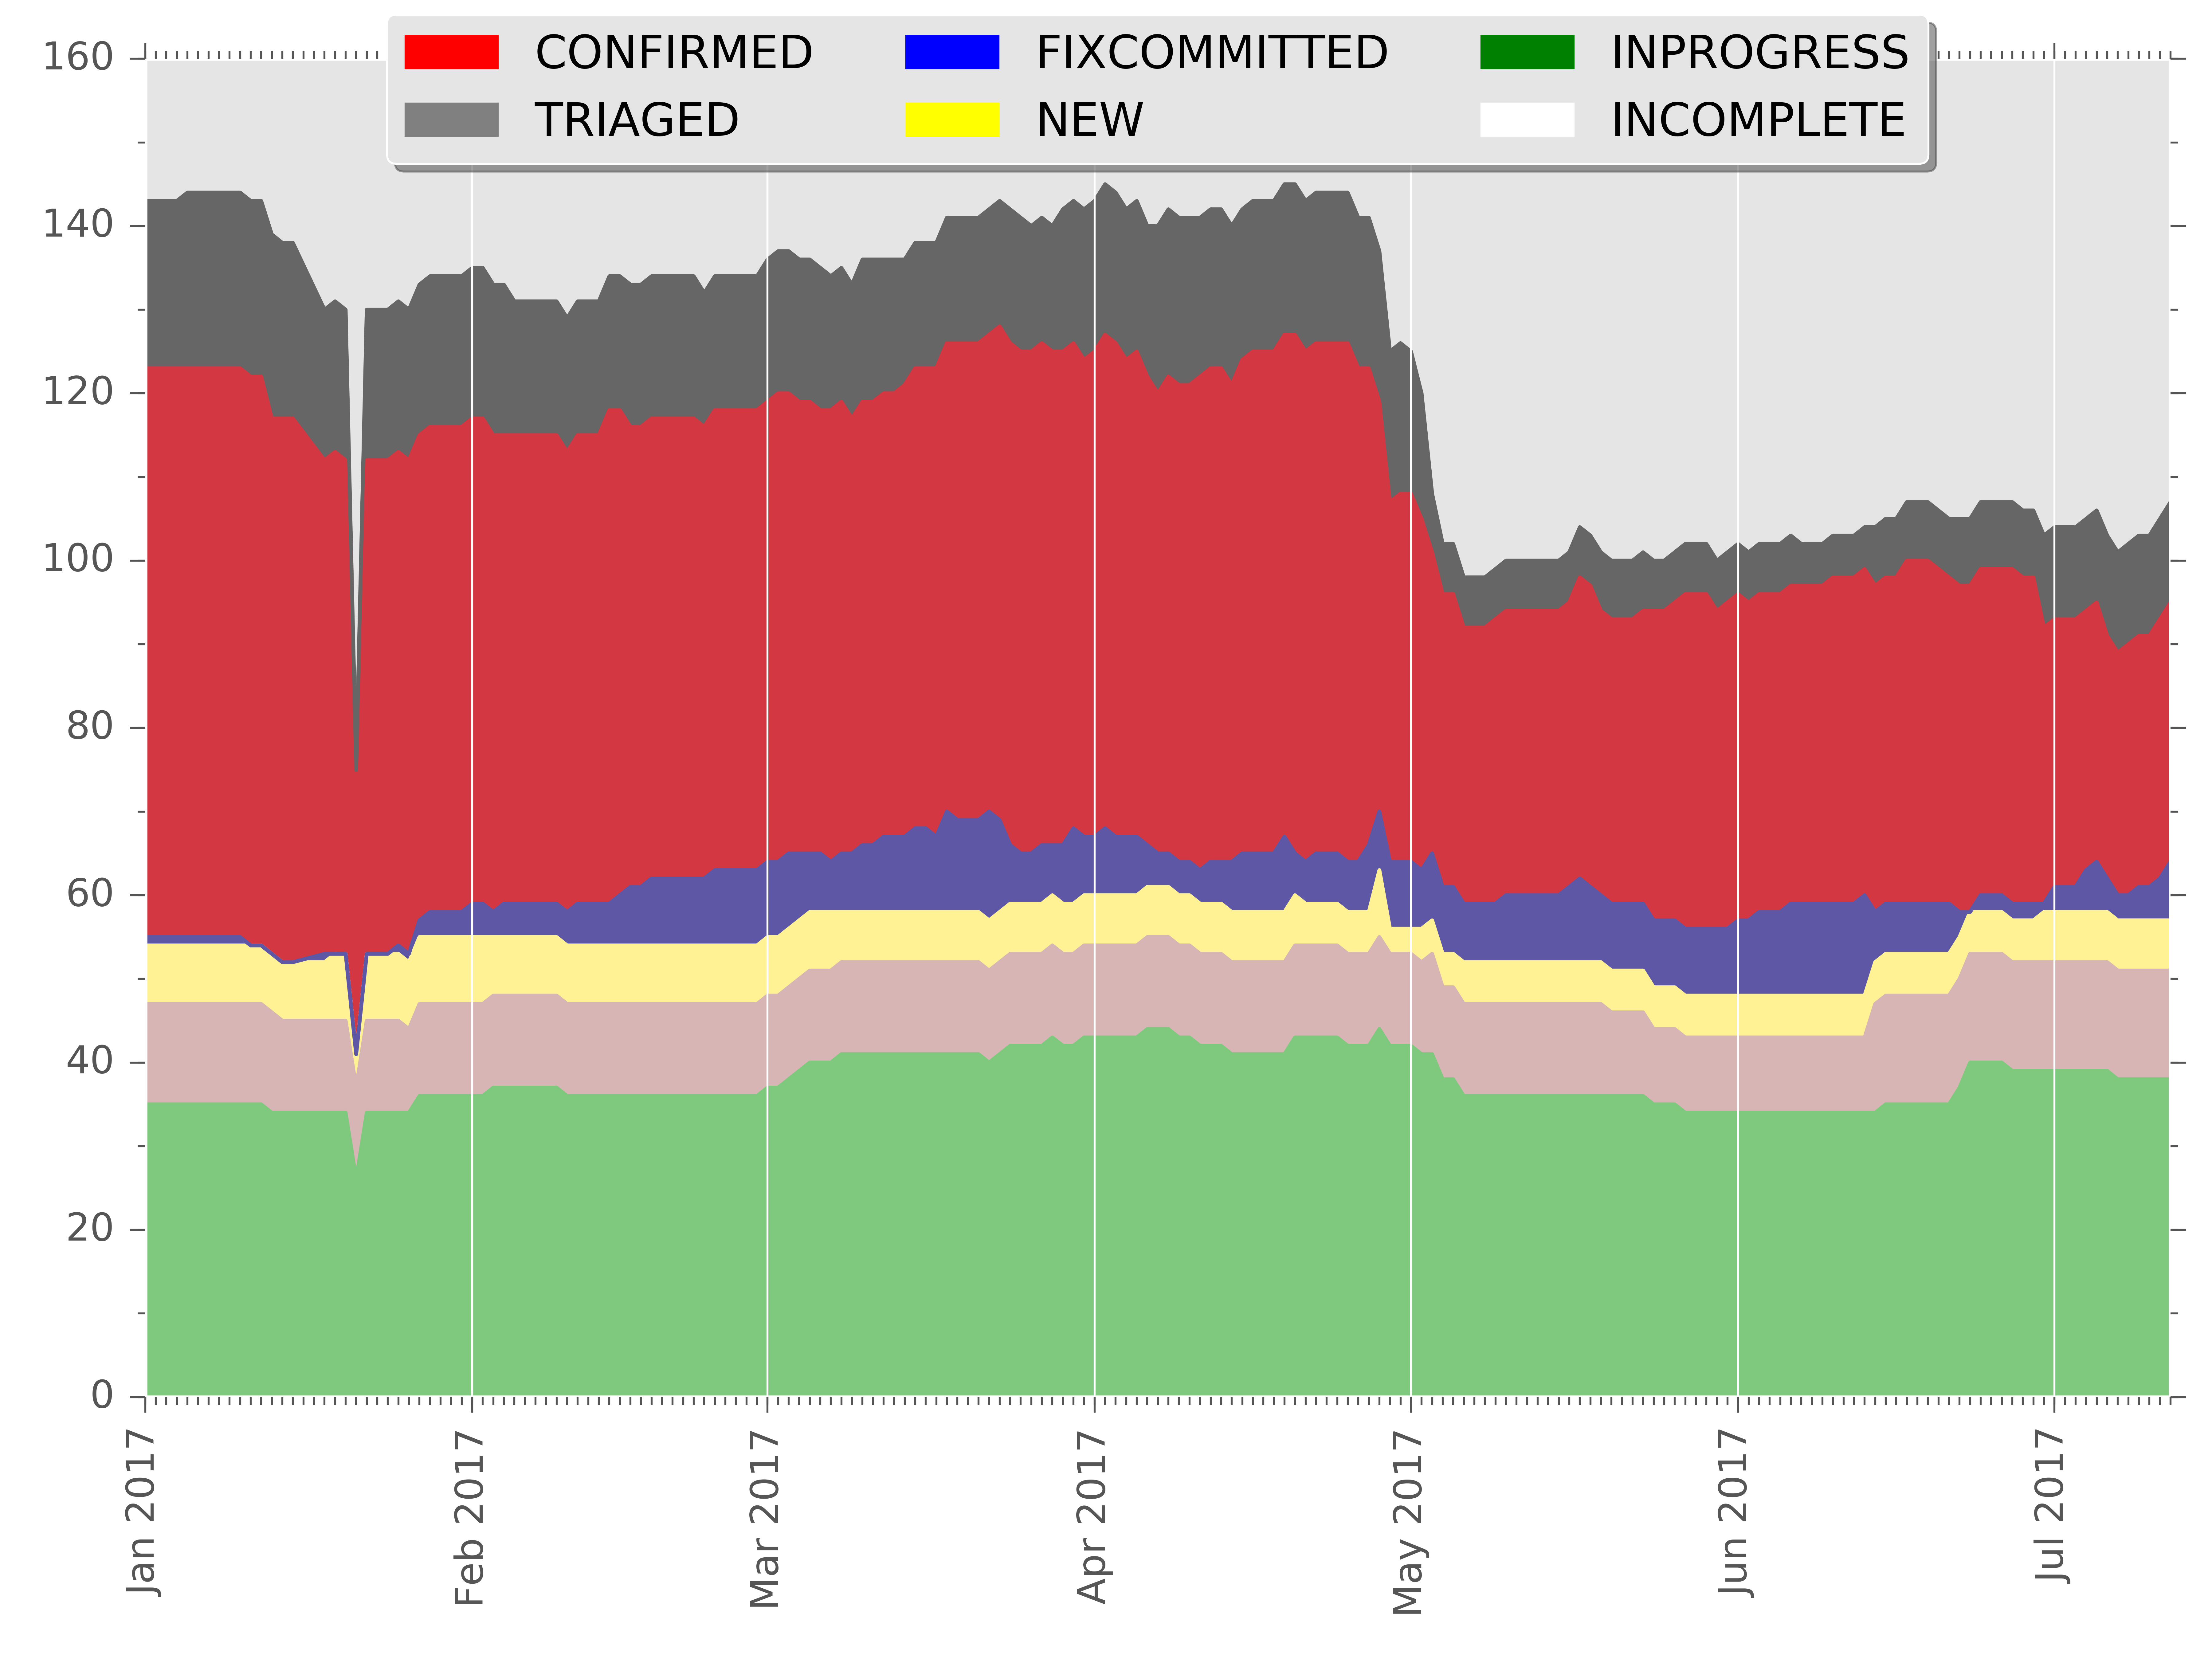 CONFIRMED FIXCOMMITTED INPROGRESS
TRIAGED NEW INCOMPLETE
160
140
120
100
80
60
40
20
0
Jan 2017
Feb 2017
Mar 2017
Apr 2017
May 2017
Jun 2017
Jul 2017